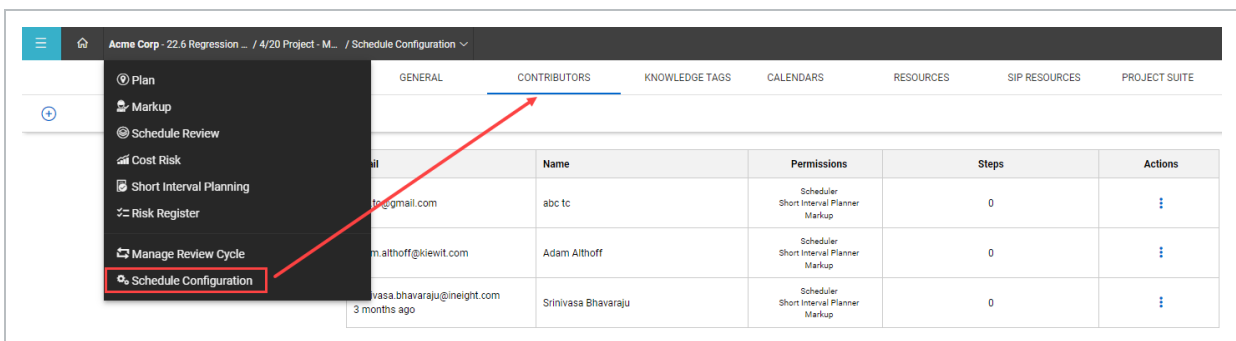 Acme Corp - 22.6 Regression ... / 4/20 Project - M... / Schedule Configuration
GENERAL CONTRIBUTORS KNOWLEDGE TAGS CALENDARS RESOURCES SIP RESOURCES PROJECT SUITE
Plan
Markup
Schedule Review
Cost Risk
Short Interval Planning
Risk Register
Manage Review Cycle
Schedule Configuration
Name Permissions Steps Actions
abc tc
Scheduler
Short Interval Planner
Markup
0
m.althoff@kiewit.com Adam Althoff
Scheduler
Short Interval Planner
Markup
0
vasa.bhavaraju@ineight.com
3 months ago
Srinivasa Bhavaraju
Scheduler
Short Interval Planner
Markup
0